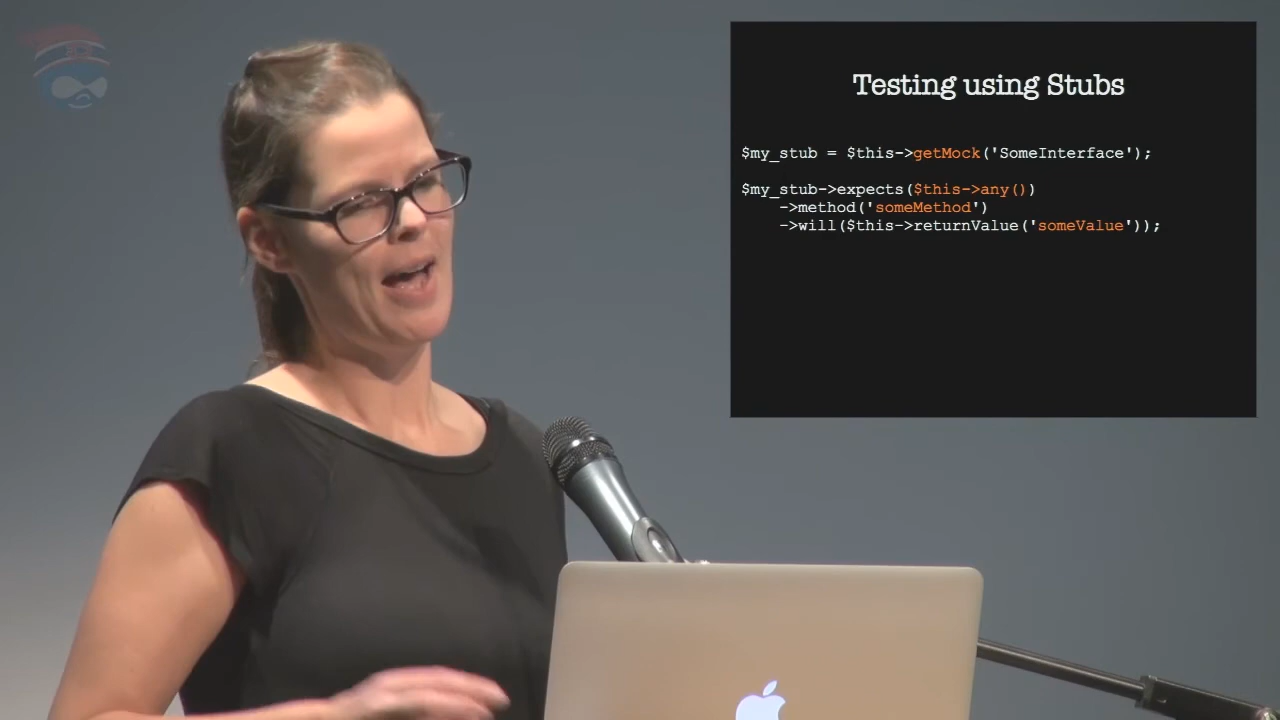 Testing using Stubs
$my_stub = $this->getMock('SomeInterface');
$my_stub->expects($this->any())
->method('someMethod')
->will($this->returnValue('someValue'));